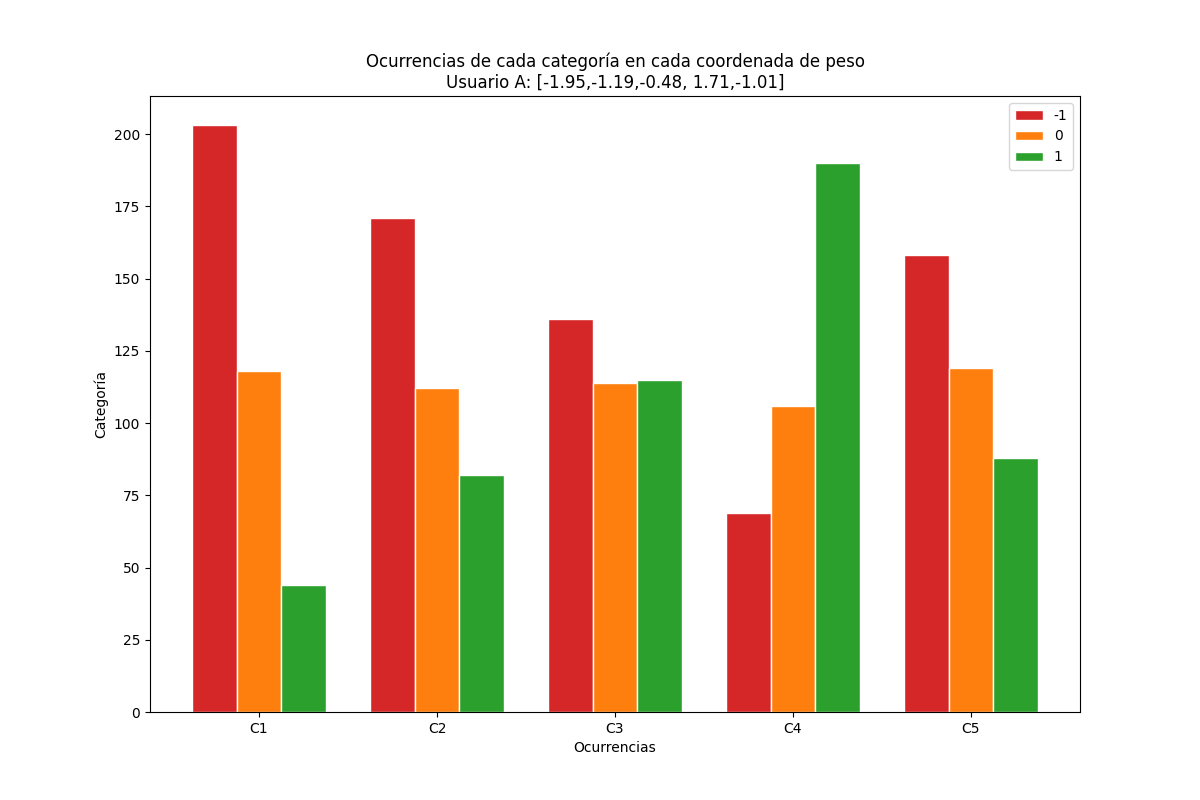 Ocurrencias de cada categoría en cada coordenada de peso
Usuario A: [-1.95,-1.19,-0.48, 1.71,-1.01]
-1
0
1
200
175
150
125
100
75
50
25
0
Categoría
C1 C2 C3 C4 C5
Ocurrencias